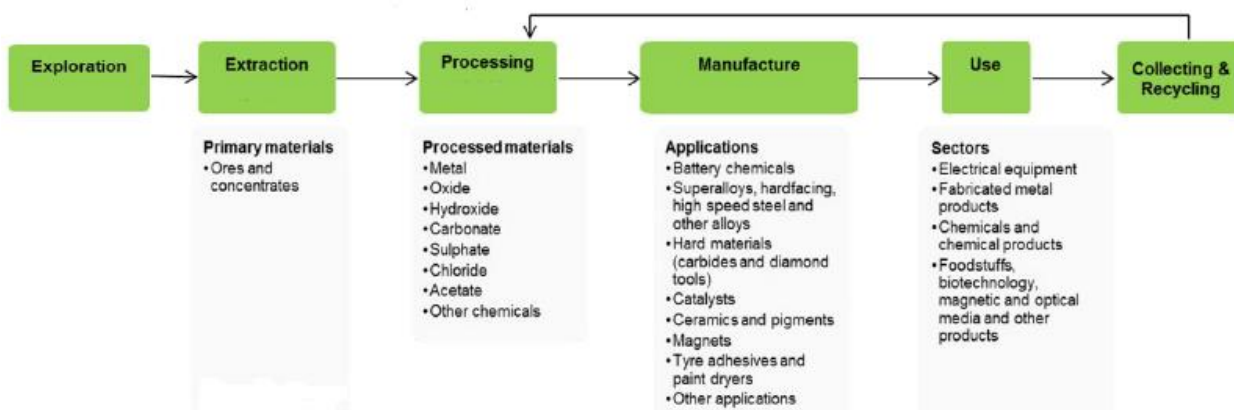 Exploration
Extraction
Processing
Manufacture
Use
Collecting &
Recycling
Primary materials
•Ores and
concentrates
Processed materials
•Metal
•Oxide
•Hydroxide
•Carbonate
•Sulphate
•Chloride
•Acetate
•Other chemicals
Applications
•Battery chemicals
•Superalloys, hardfacing,
high speed steel and
other alloys
•Hard materials
(carbides and diamond
tools)
•Catalysts
•Ceramics and pigments
•Magnets
•Tyre adhesives and
paint dryers
•Other applications
Sectors
•Electrical equipment
•Fabricated metal
products
•Chemicals and
chemical products
•Foodstuffs,
biotechnology,
magnetic and optical
media and other
products